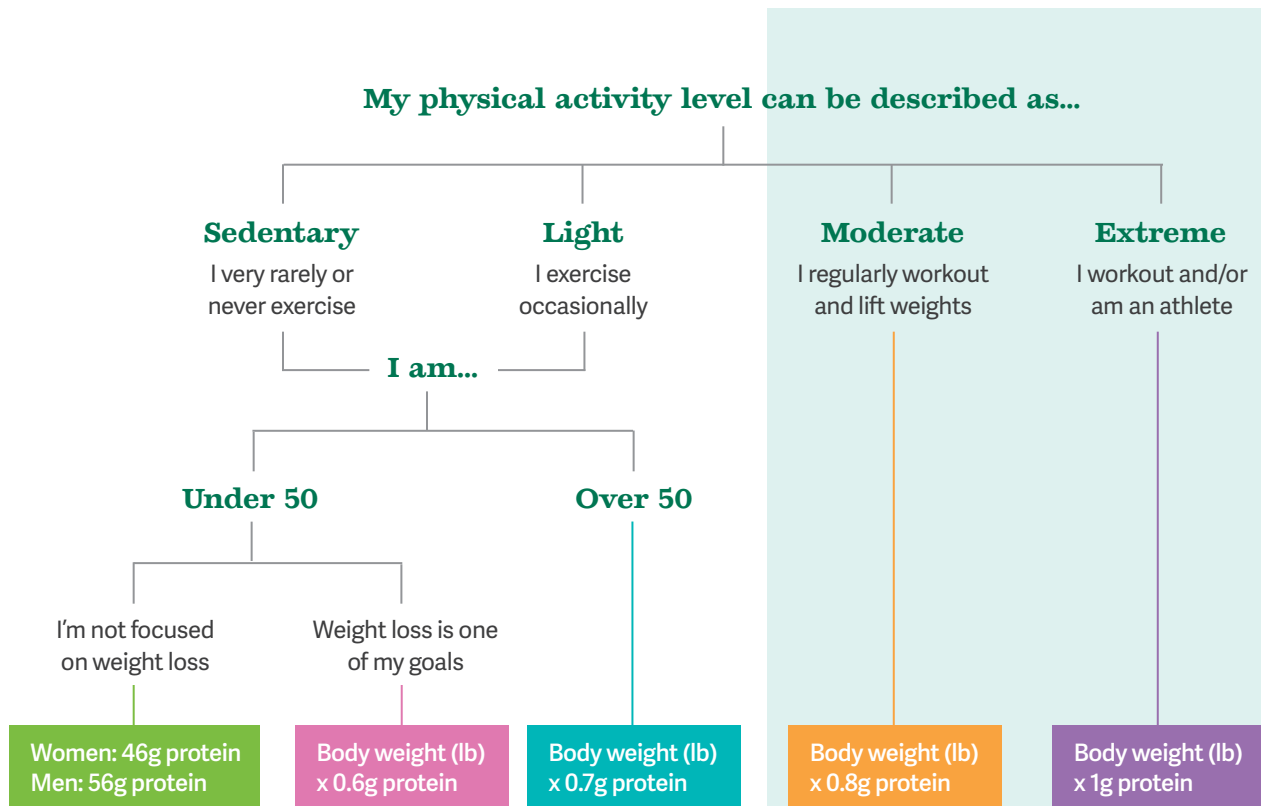 My physical activity level can be described as...
Sedentary
I very rarely or
never exercise
Light
I exercise
occasionally
Moderate
I regularly workout
and lift weights
Extreme
I workout and/or
am an athlete
I am...
Under 50
Over 50
I'm not focused
on weight loss
Weight loss is one
of my goals
Women: 46g protein
Men: 56g protein
Body weight (lb)
x 0.6g protein
Body weight (lb)
x 0.7g protein
Body weight (lb)
x 0.8g protein
Body weight (lb)
x 1g protein